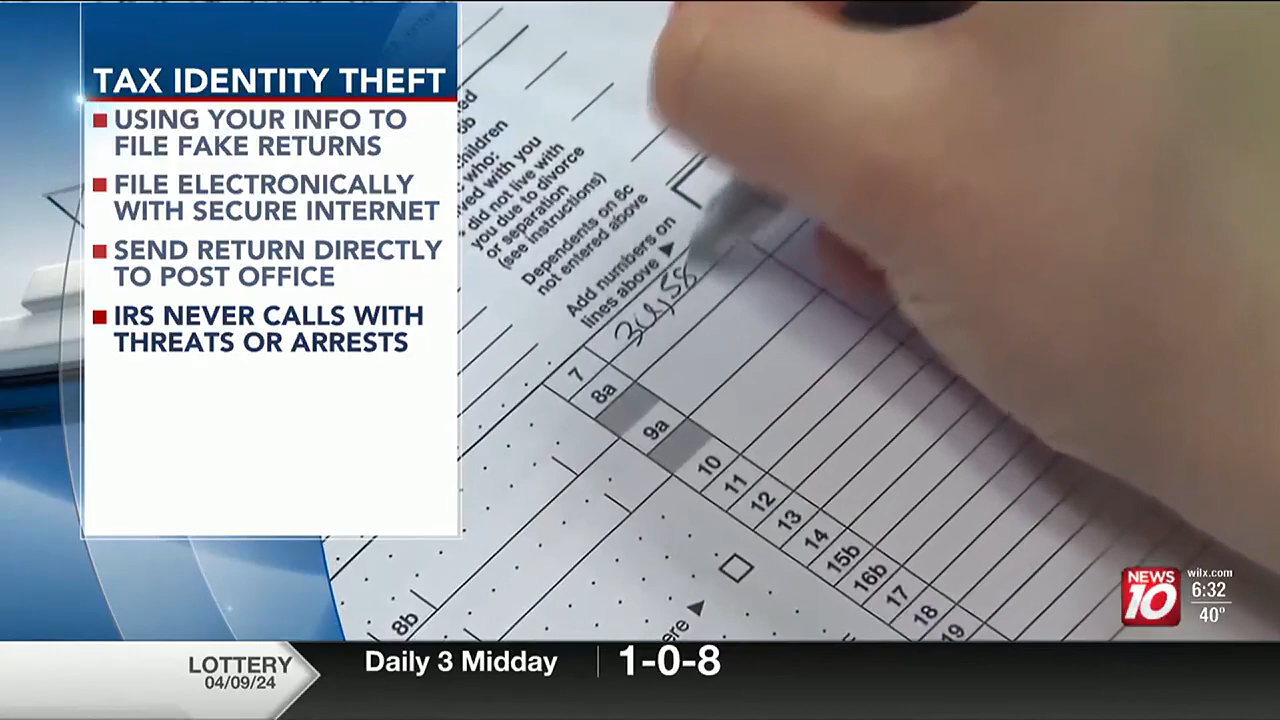 TAX IDENTITY THEFT
USING YOUR INFO TO
FILE FAKE RETURNS
FILE ELECTRONICALLY
WITH SECURE INTERNET
SEND RETURN DIRECTLY
TO POST OFFICE
IRS NEVER CALLS WITH
THREATS OR ARRESTS
6b
who:
did not live with
you due to divorce
or separation
(see instructions)
Dependents on 6c
not entered above
Add numbers on
lines above
7
8a
9a
10
11
12
13
14
15b
16b
17
18
19
8b
NEWS
10
wilx.com
6:32
40°
LOTTERY
04/09/24
Daily 3 Midday
1-0-8